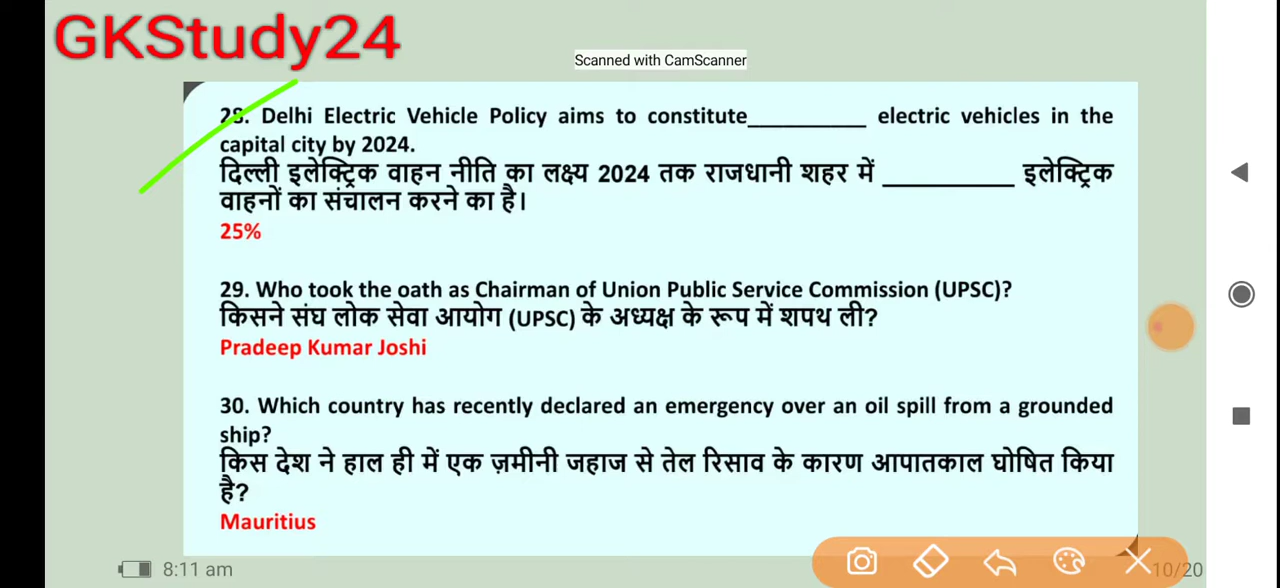 GKStudy24
Scanned with CamScanner
28. Delhi Electric Vehicle Policy aims to constitute__________ electric vehicles in the
capital city by 2024.
दिल्ली इलेक्ट्रिक वाहन नीति का लक्ष्य 2024 तक राजधानी शहर में __________ इलेक्ट्रिक
वाहनों का संचालन करने का है।
25%
29. Who took the oath as Chairman of Union Public Service Commission (UPSC)?
किसने संघ लोक सेवा आयोग (UPSC) के अध्यक्ष के रूप में शपथ ली?
Pradeep Kumar Joshi
30. Which country has recently declared an emergency over an oil spill from a grounded
ship?
किस देश ने हाल ही में एक ज़मीनी जहाज से तेल रिसाव के कारण आपातकाल घोषित किया
है?
Mauritius
8:11 am
10/20